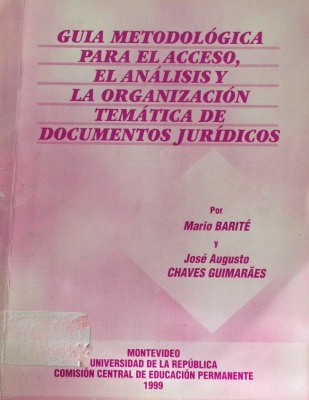 GUIA METODOLÓGICA
PARA EL ACCESO,
EL ANÁLISIS Y
LA ORGANIZACIÓN
TEMÁTICA DE
DOCUMENTOS JURÍDICOS
Por
Mario BARITÉ
y
José Augusto
CHAVES GUIMARÃES
MONTEVIDEO
UNIVERSIDAD DE LA REPÚBLICA
COMISIÓN CENTRAL DE EDUCACIÓN PERMANENTE
1999